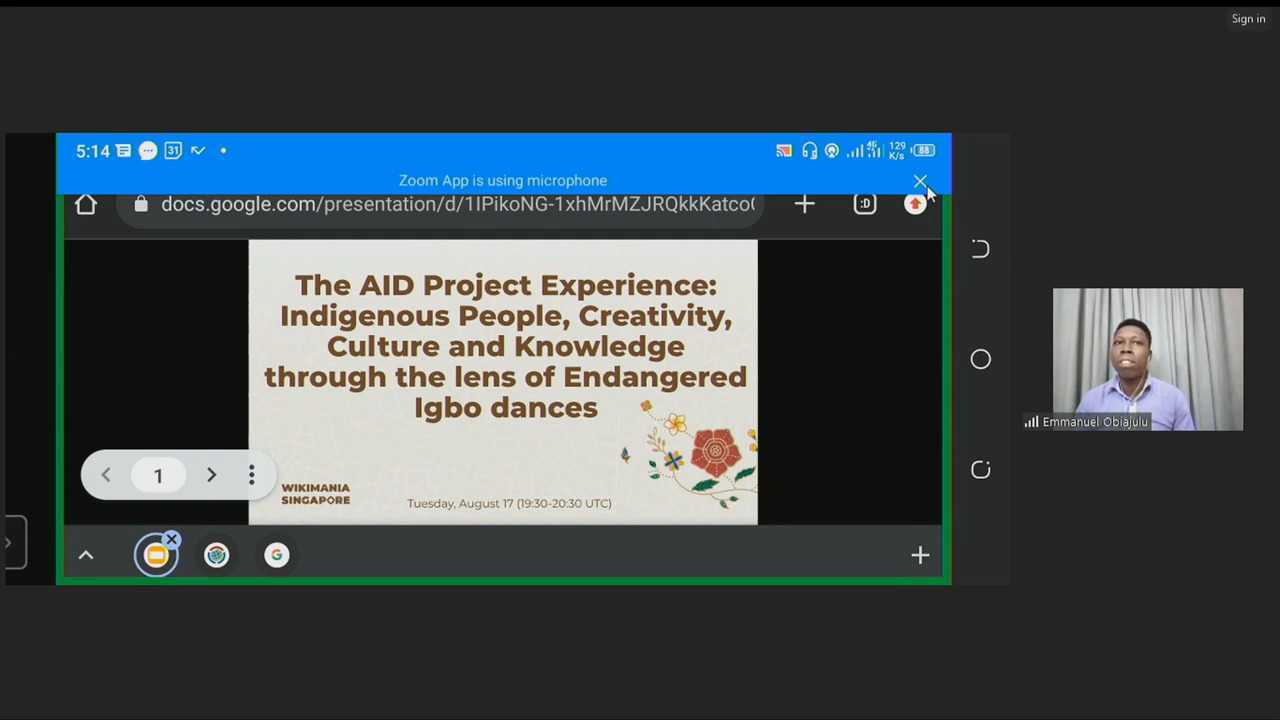 Sign in
5:14
31
4G
129
K/s
88
Zoom App is using microphone
docs.google.com/presentation/d/1IPikoNG-1xhMrMZJRQkkKatco
:D
The AID Project Experience:
Indigenous People, Creativity,
Culture and Knowledge
through the lens of Endangered
Igbo dances
1
WIKIMANIA
SINGAPORE
Tuesday, August 17 (19:30-20:30 UTC)
G
Emmanuel Obiajulu